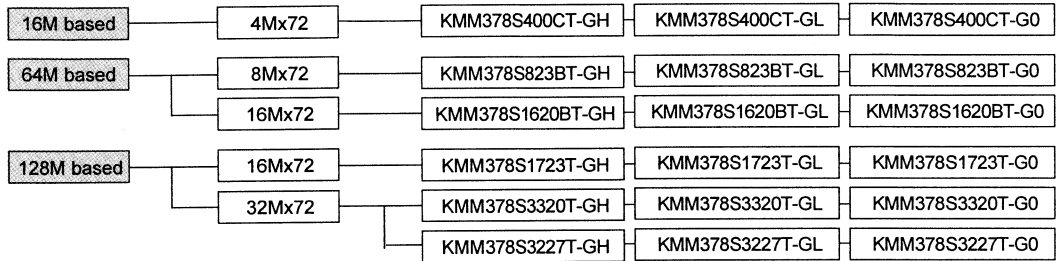 16M based 4Mx72 KMM378S400CT-GH KMM378S400CT-GL KMM378S400CT-G0
64M based 8Mx72 KMM378S823BT-GH KMM378S823BT-GL KMM378S823BT-G0
16Mx72 KMM378S1620BT-GH KMM378S1620BT-GL KMM378S1620BT-G0
128M based 16Mx72 KMM378S1723T-GH KMM378S1723T-GL KMM378S1723T-G0
32Mx72 KMM378S3320T-GH KMM378S3320T-GL KMM378S3320T-G0
KMM378S3227T-GH KMM378S3227T-GL KMM378S3227T-G0